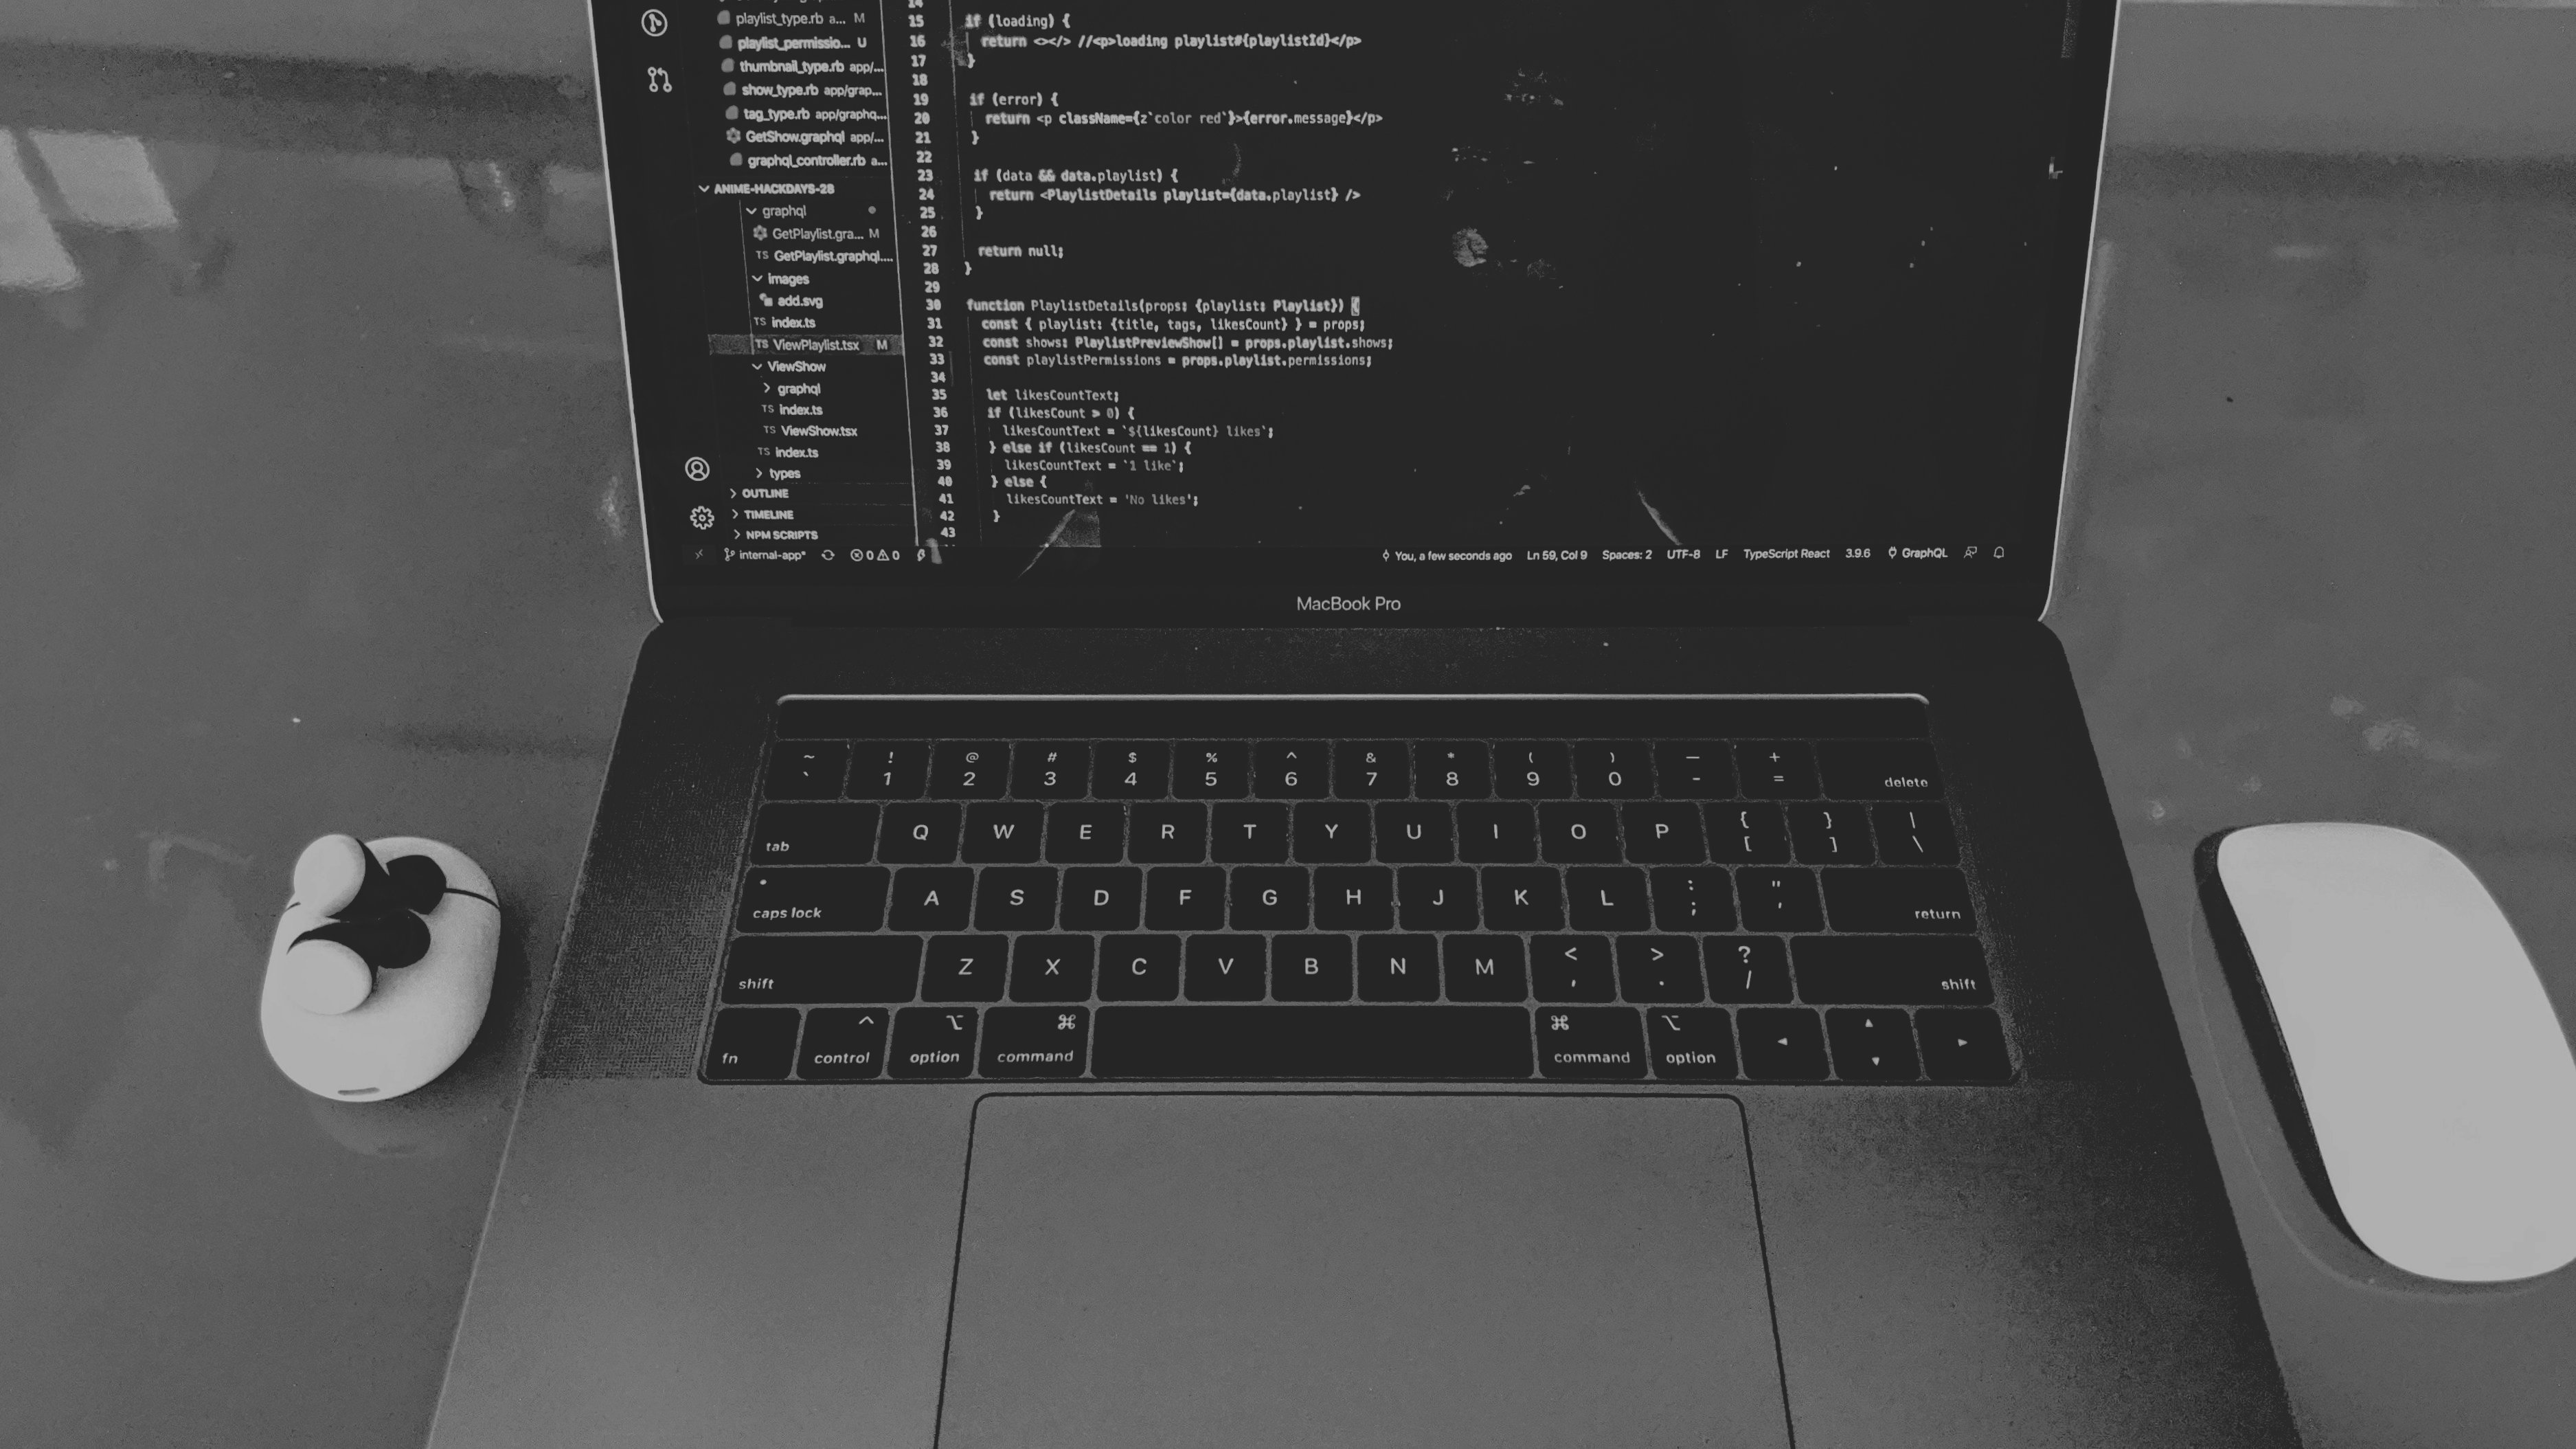 playlist_type.rb a... M
playlist_permissio... U
thumbnail_type.rb app/...
show_type.rb app/grap...
tag_type.rb app/graphq...
GetShow.graphql app/...
graphql_controller.rb a...
ANIME-HACKDAYS-28
graphql
GetPlaylist.gra... M
TS GetPlaylist.graphql....
images
add.svg
TS index.ts
TS ViewPlaylist.tsx M
ViewShow
graphql
TS index.ts
TS ViewShow.tsx
TS index.ts
types
OUTLINE
TIMELINE
NPM SCRIPTS
14
15 if (loading) {
16 return <></> //<p>loading playlist#{playlistId}</p>
17 }
18
19 if (error) {
20 return <p className={z`color red`}>{error.message}</p>
21 }
22
23 if (data && data.playlist) {
24 return <PlaylistDetails playlist={data.playlist} />
25 }
26
27 return null;
28 }
29
30 function PlaylistDetails(props: {playlist: Playlist}) {
31 const { playlist: {title, tags, likesCount} } = props;
32 const shows: PlaylistPreviewShow[] = props.playlist.shows;
33 const playlistPermissions = props.playlist.permissions;
34
35 let likesCountText;
36 if (likesCount > 0) {
37 likesCountText = `${likesCount} likes`;
38 } else if (likesCount == 1) {
39 likesCountText = `1 like`;
40 } else {
41 likesCountText = 'No likes';
42 }
43
internal-app* 0 0 You, a few seconds ago Ln 59, Col 9 Spaces: 2 UTF-8 LF TypeScript React 3.9.6 GraphQL
MacBook Pro
~ ! @ # $ % ^ & * ( ) — +
` 1 2 3 4 5 6 7 8 9 0 - = delete
tab Q W E R T Y U I O P { [ } ] | \
caps lock A S D F G H J K L : ; " ' return
shift Z X C V B N M < , > . ? / shift
fn ^ control ⌥ option ⌘ command ⌘ command ⌥ option ◂ ▴ ▾ ▸